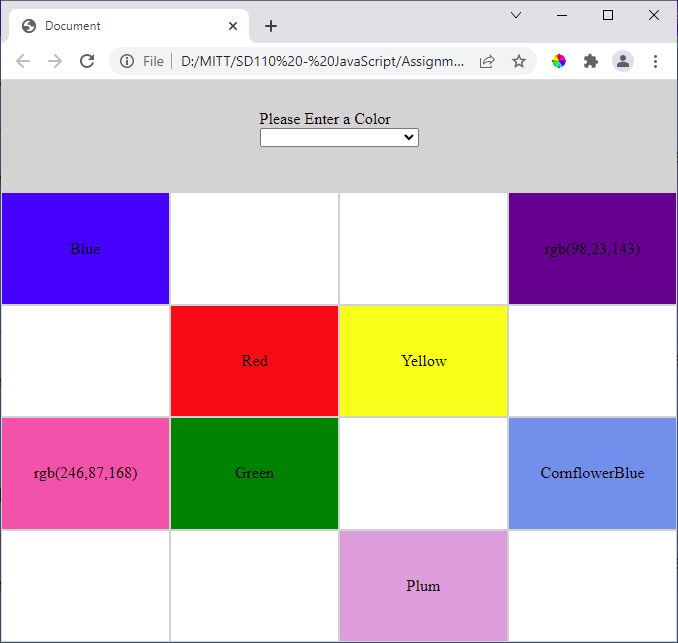 Document
File | D:/MITT/SD110%20-%20JavaScript/Assignm...
Please Enter a Color
Blue
rgb(98,23,143)
Red
Yellow
rgb(246,87,168)
Green
CornflowerBlue
Plum